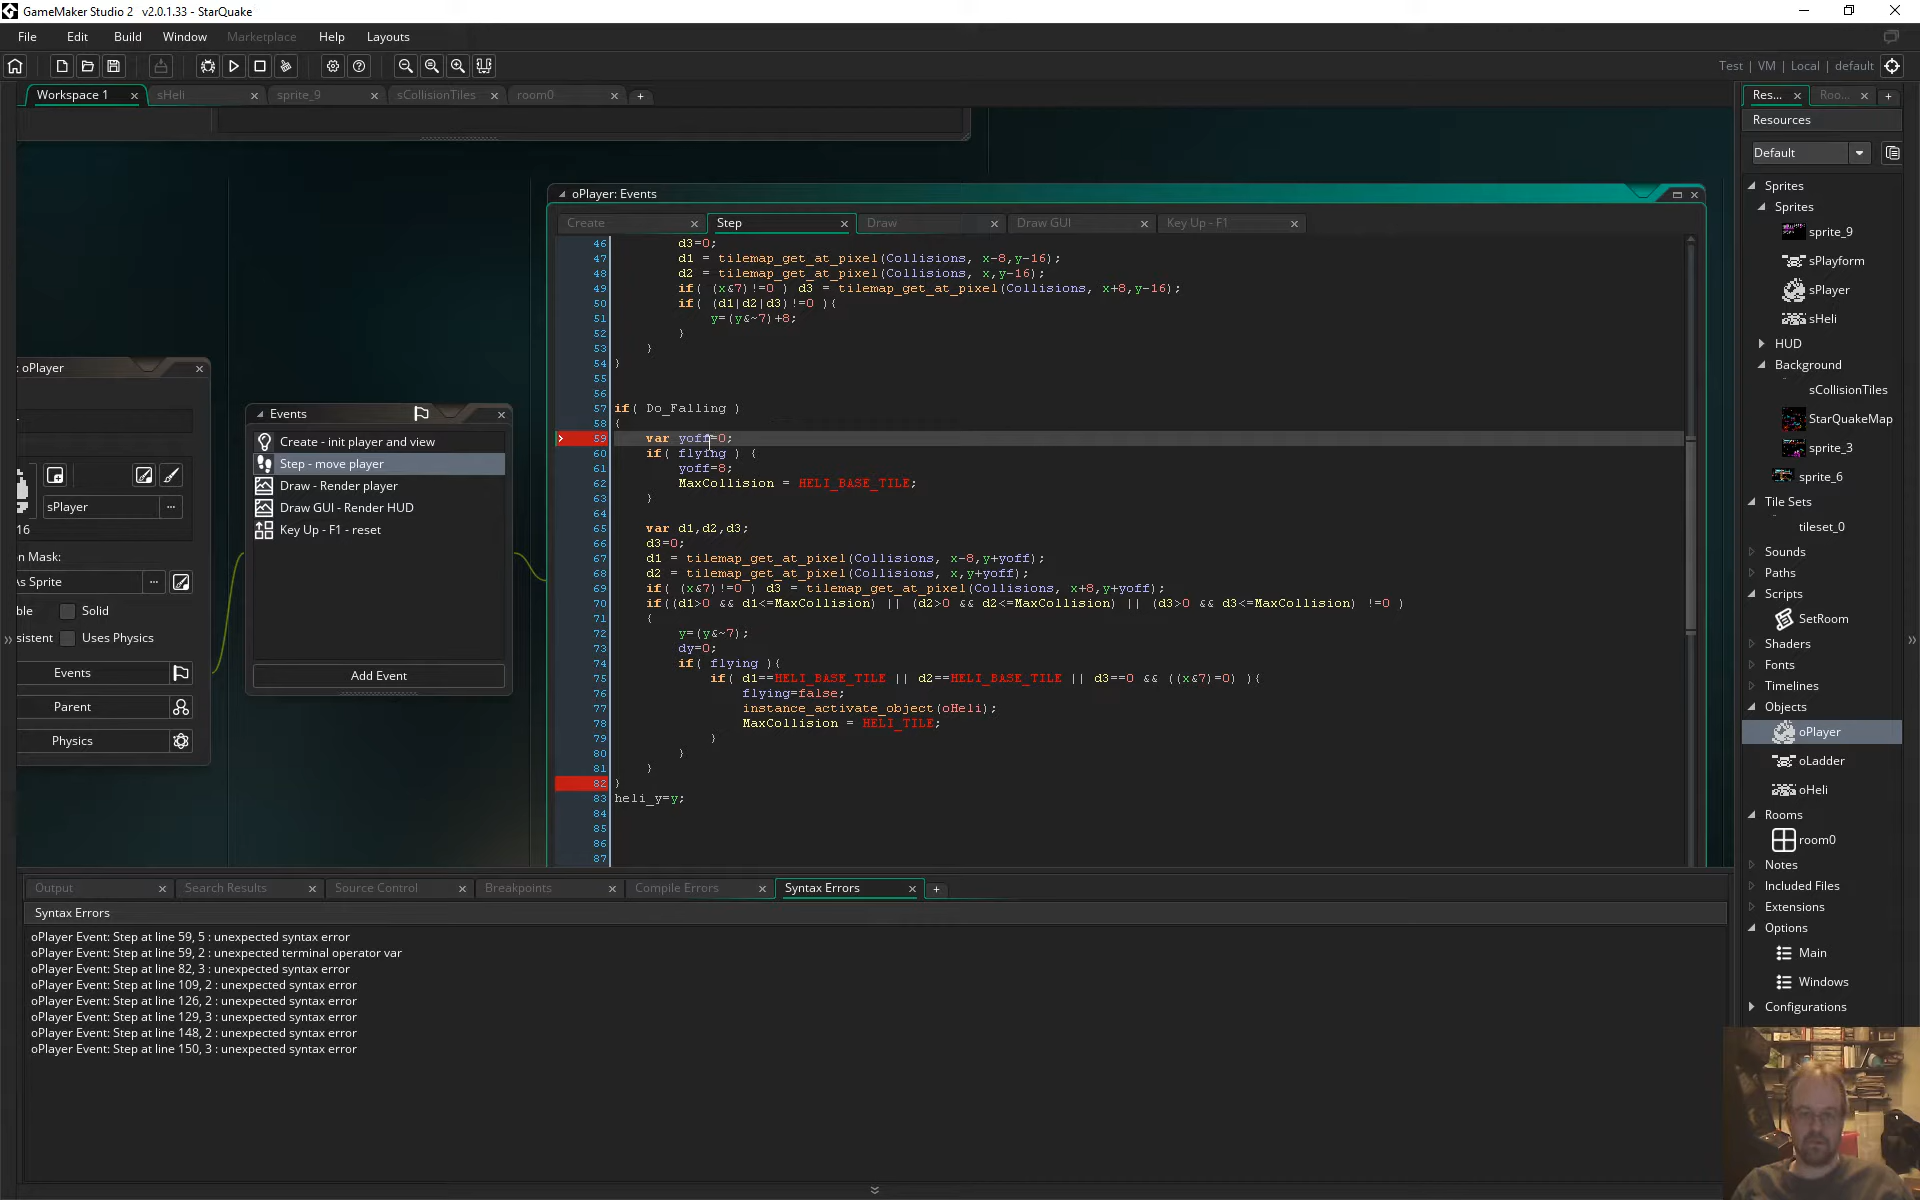 GameMaker Studio 2 v2.0.1.33 - StarQuake
File Edit Build Window Marketplace Help Layouts
Test | VM | Local | default
Workspace 1 sHeli sprite_9 sCollisionTiles room0
Res... Roo...
Resources
Default
Sprites
Sprites
sprite_9
sPlayform
sPlayer
sHeli
HUD
Background
sCollisionTiles
StarQuakeMap
sprite_3
sprite_6
Tile Sets
tileset_0
Sounds
Paths
Scripts
SetRoom
Shaders
Fonts
Timelines
Objects
oPlayer
oLadder
oHeli
Rooms
room0
Notes
Included Files
Extensions
Options
Main
Windows
Configurations
: oPlayer
sPlayer
16
n Mask:
As Sprite
ble Solid
sistent Uses Physics
Events
Parent
Physics
Events
Create - init player and view
Step - move player
Draw - Render player
Draw GUI - Render HUD
Key Up - F1 - reset
Add Event
oPlayer: Events
Create Step Draw Draw GUI Key Up - F1
46 d3=0;
47 d1 = tilemap_get_at_pixel(Collisions, x-8,y-16);
48 d2 = tilemap_get_at_pixel(Collisions, x,y-16);
49 if( (x&7)!=0 ) d3 = tilemap_get_at_pixel(Collisions, x+8,y-16);
50 if( (d1|d2|d3)!=0 ){
51 y=(y&~7)+8;
52 }
53 }
54 }
55
56
57 if( Do_Falling )
58 {
59 var yoff=0;
60 if( flying ) {
61 yoff=8;
62 MaxCollision = HELI_BASE_TILE;
63 }
64
65 var d1,d2,d3;
66 d3=0;
67 d1 = tilemap_get_at_pixel(Collisions, x-8,y+yoff);
68 d2 = tilemap_get_at_pixel(Collisions, x,y+yoff);
69 if( (x&7)!=0 ) d3 = tilemap_get_at_pixel(Collisions, x+8,y+yoff);
70 if((d1>0 && d1<=MaxCollision) || (d2>0 && d2<=MaxCollision) || (d3>0 && d3<=MaxCollision) !=0 )
71 {
72 y=(y&~7);
73 dy=0;
74 if( flying ){
75 if( d1==HELI_BASE_TILE || d2==HELI_BASE_TILE || d3==0 && ((x&7)=0) ){
76 flying=false;
77 instance_activate_object(oHeli);
78 MaxCollision = HELI_TILE;
79 }
80 }
81 }
82 }
83 heli_y=y;
84
85
86
87
Output Search Results Source Control Breakpoints Compile Errors Syntax Errors
Syntax Errors
oPlayer Event: Step at line 59, 5 : unexpected syntax error
oPlayer Event: Step at line 59, 2 : unexpected terminal operator var
oPlayer Event: Step at line 82, 3 : unexpected syntax error
oPlayer Event: Step at line 109, 2 : unexpected syntax error
oPlayer Event: Step at line 126, 2 : unexpected syntax error
oPlayer Event: Step at line 129, 3 : unexpected syntax error
oPlayer Event: Step at line 148, 2 : unexpected syntax error
oPlayer Event: Step at line 150, 3 : unexpected syntax error